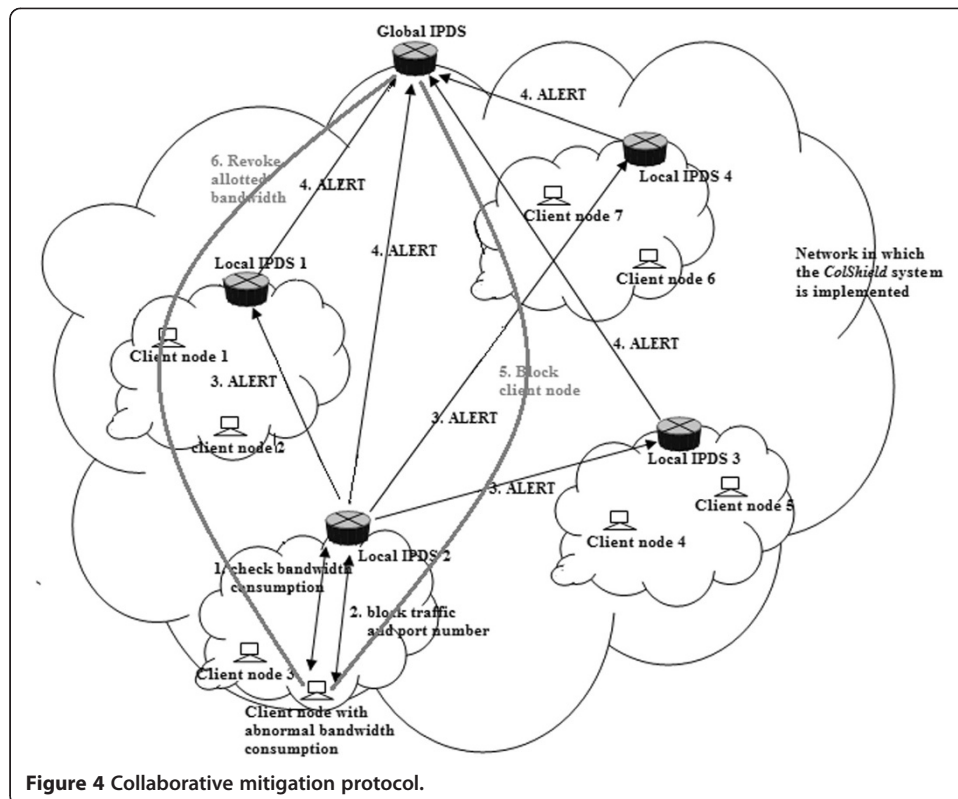 Global IPDS
4. ALERT
6. Revoke
allotted
bandwidth
4. ALERT
Local IPDS 4
Client node 7
4. ALERT
Local IPDS 1
Client node 6
Network in which
the ColShield system
is implemented
Client node 1
4. ALERT
3. ALERT
5. Block
client node
client node 2
3. ALERT
Local IPDS 3
3. ALERT
Client node 5
Client node 4
Local IPDS 2
1. check bandwidth
consumption
2. block traffic
and port number
Client node 3
Client node with
abnormal bandwidth
consumption
Figure 4 Collaborative mitigation protocol.